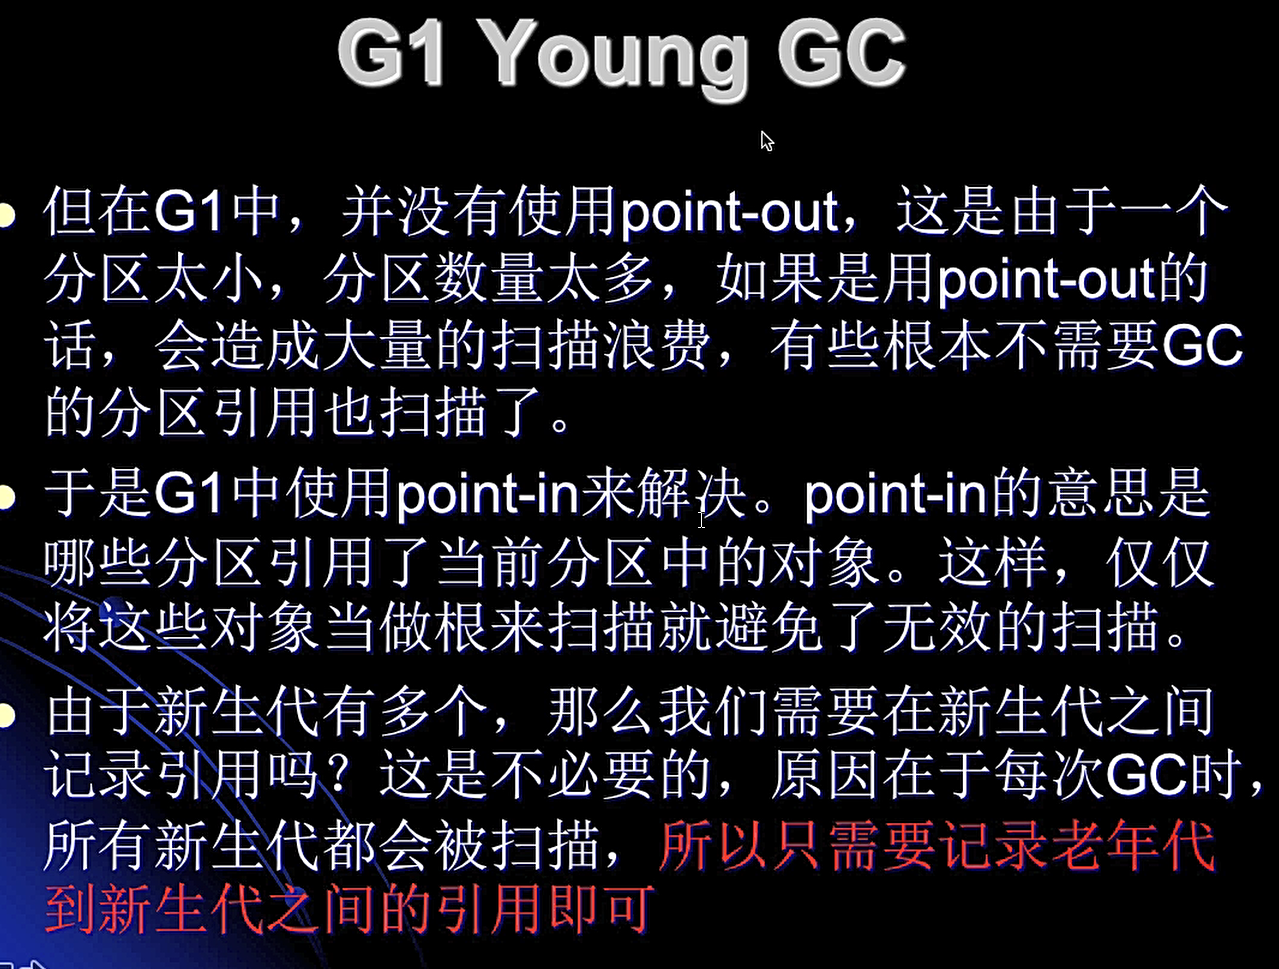 G1 Young GC
但在G1中，并没有使用point-out，这是由于一个
分区太小，分区数量太多，如果是用point-out的
话，会造成大量的扫描浪费，有些根本不需要GC
的分区引用也扫描了。
于是G1中使用point-in来解决。point-in的意思是
哪些分区引用了当前分区中的对象。这样，仅仅
将这些对象当做根来扫描就避免了无效的扫描。
由于新生代有多个，那么我们需要在新生代之间
记录引用吗？这是不必要的，原因在于每次GC时，
所有新生代都会被扫描，所以只需要记录老年代
到新生代之间的引用即可